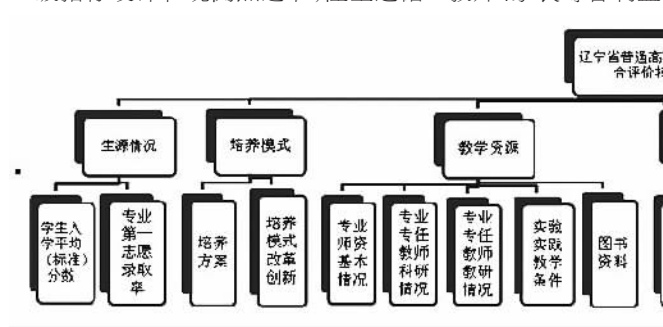 辽宁省普通高
合评价
生源情况
培养模式
教学资源
学生入
学平均
(标准)
分数
专业
第一
志愿
录取
率
培养
方案
培养
模式
改革
创新
专业
师资
基本
情况
专业
专任
教师
科研
情况
专业
专任
教师
教研
情况
实验
实践
教学
条件
图书
资料